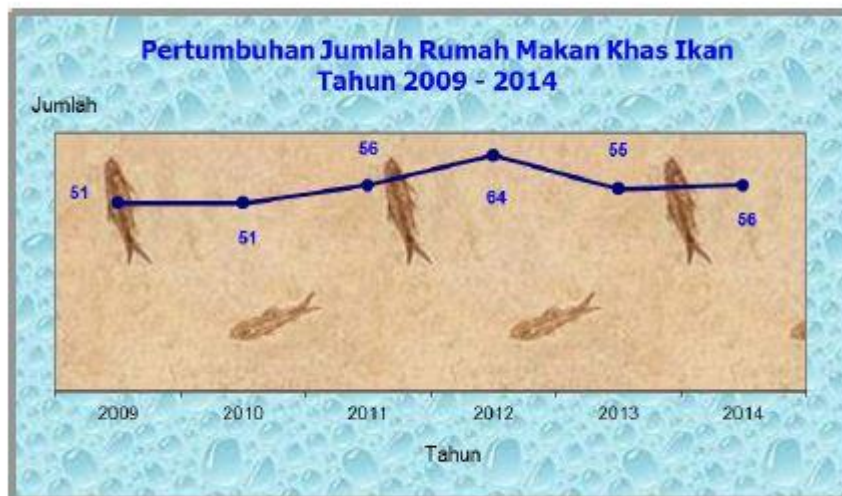 Pertumbuhan Jumlah Rumah Makan Khas Ikan
Tahun 2009 - 2014
Jumlah
51
51
56
64
55
56
2009 2010 2011 2012 2013 2014
Tahun